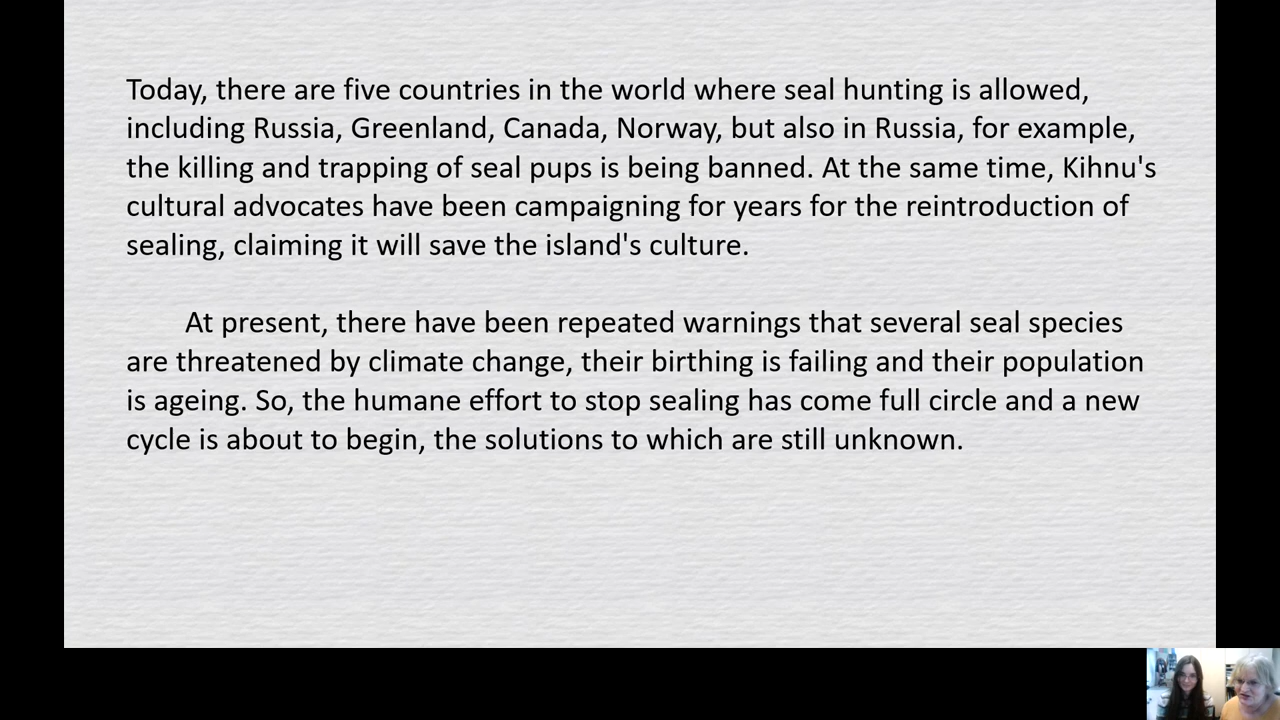 Today, there are five countries in the world where seal hunting is allowed,
including Russia, Greenland, Canada, Norway, but also in Russia, for example,
the killing and trapping of seal pups is being banned. At the same time, Kihnu's
cultural advocates have been campaigning for years for the reintroduction of
sealing, claiming it will save the island's culture.
At present, there have been repeated warnings that several seal species
are threatened by climate change, their birthing is failing and their population
is ageing. So, the humane effort to stop sealing has come full circle and a new
cycle is about to begin, the solutions to which are still unknown.